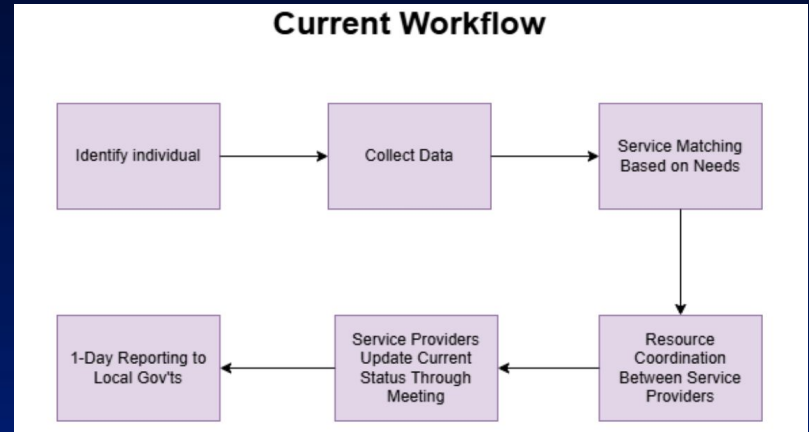 Current Workflow
Identify individual
Collect Data
Service Matching
Based on Needs
Resource
Coordination
Between Service
Providers
Service Providers
Update Current
Status Through
Meeting
1-Day Reporting to
Local Gov'ts